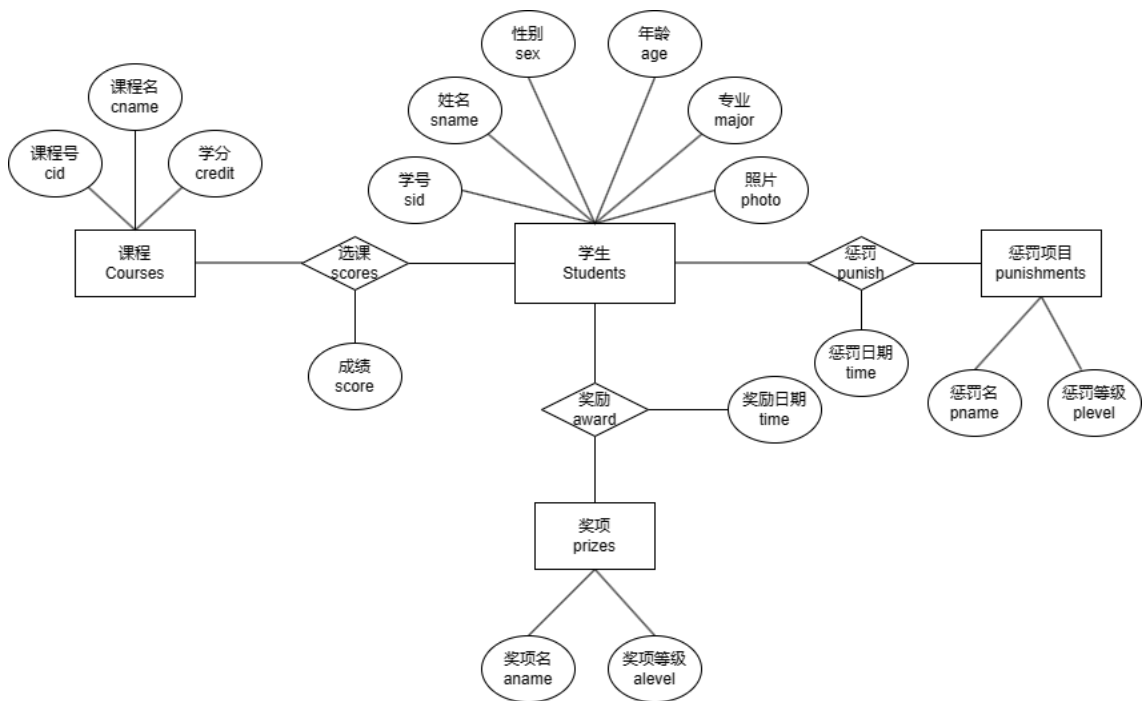 性别
sex
年龄
age
课程名
cname
姓名
sname
专业
major
课程号
cid
学分
credit
学号
sid
照片
photo
课程
Courses
选课
scores
学生
Students
惩罚
punish
惩罚项目
punishments
成绩
score
惩罚日期
time
奖励
award
奖励日期
time
惩罚名
pname
惩罚等级
plevel
奖项
prizes
奖项名
aname
奖项等级
alevel